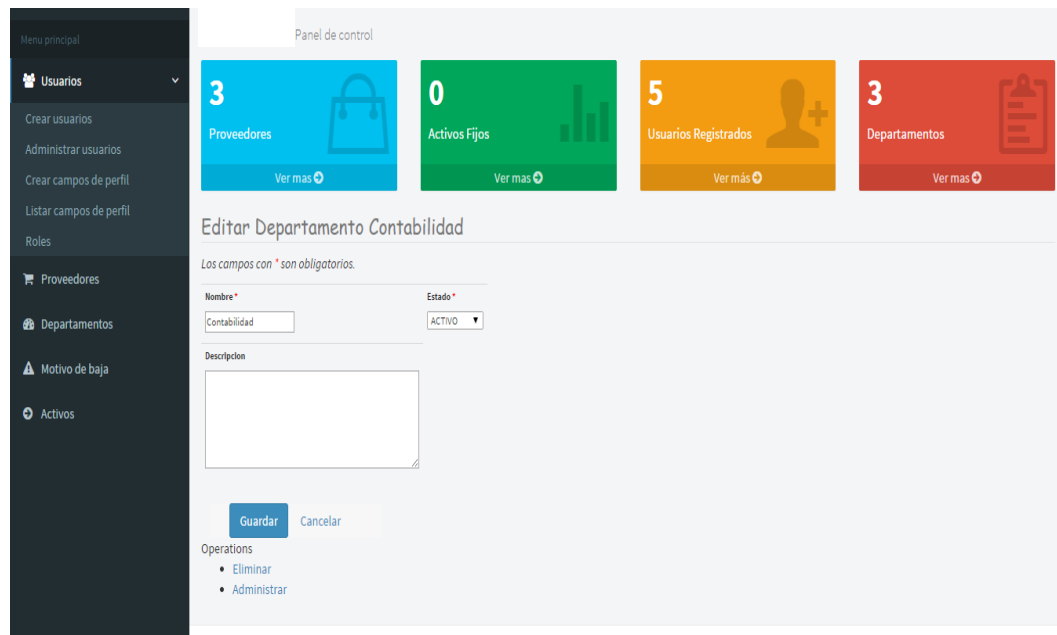 Menu principal
Usuarios
Crear usuarios
Administrar usuarios
Crear campos de perfil
Listar campos de perfil
Roles
Proveedores
Departamentos
Motivo de baja
Activos
Panel de control
3
Proveedores
Ver mas
0
Activos Fijos
Ver mas
5
Usuarios Registrados
Ver más
3
Departamentos
Ver mas
Editar Departamento Contabilidad
Los campos con * son obligatorios.
Nombre *
Contabilidad
Estado *
ACTIVO
Descripcion
Guardar
Cancelar
Operations
Eliminar
Administrar